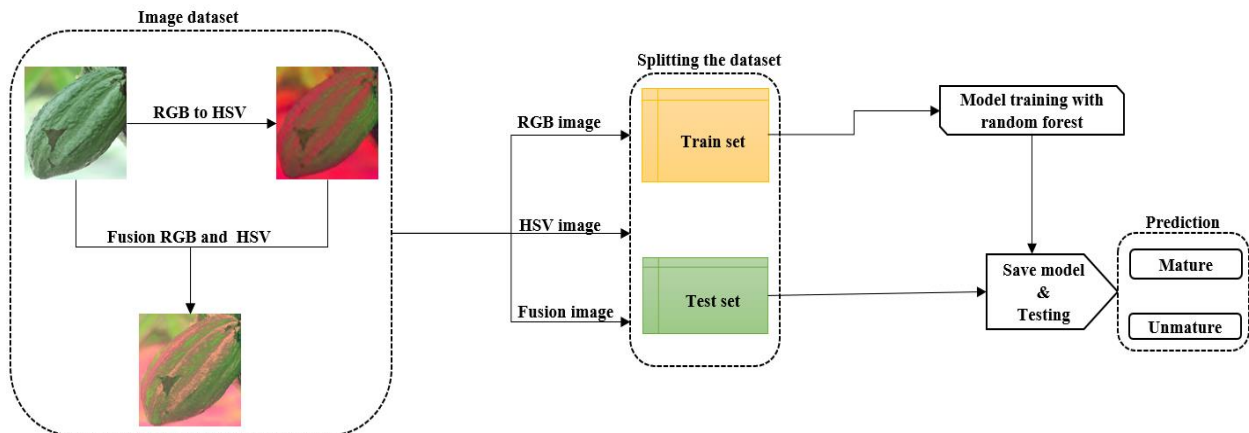 Image dataset
RGB to HSV
Fusion RGB and HSV
RGB image
HSV image
Fusion image
Splitting the dataset
Train set
Test set
Model training with
random forest
Save model
&
Testing
Prediction
Mature
Unmature